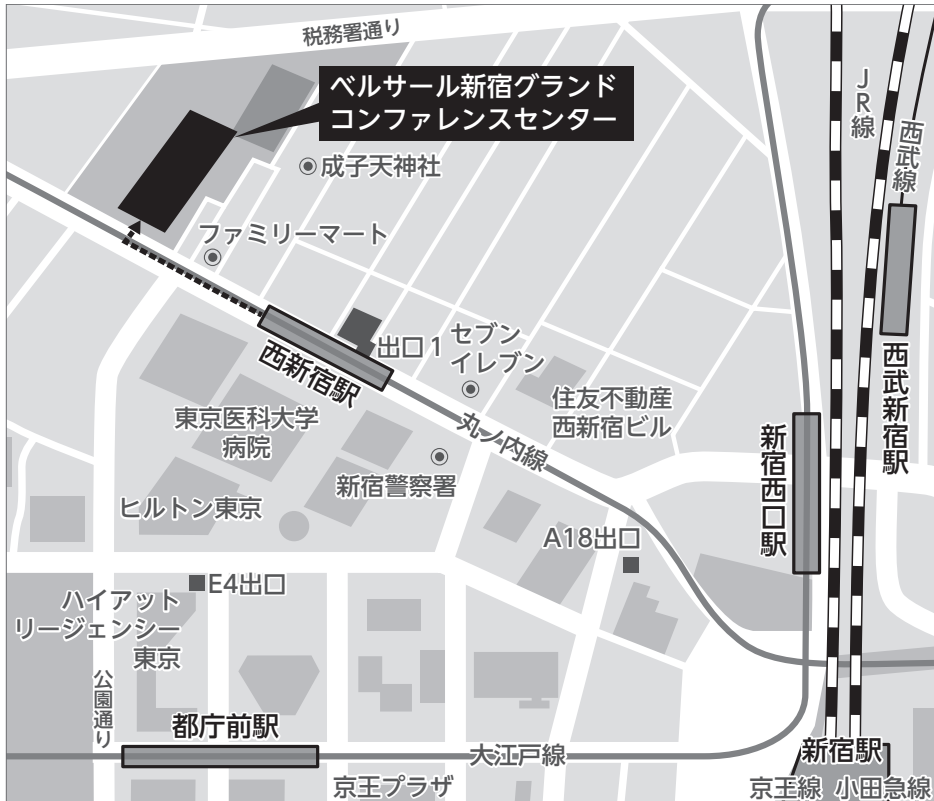 税務署通り
ベルサール新宿グランド
コンファレンスセンター
JR線
西武線
成子天神社
ファミリーマート
出口1
セブン
イレブン
西新宿駅
西武新宿駅
住友不動産
西新宿ビル
東京医科大学
病院
丸ノ内線
新宿西口駅
新宿警察署
ヒルトン東京
A18出口
E4出口
ハイアット
リージェンシー
東京
公園通り
都庁前駅
大江戸線
新宿駅
京王プラザ
京王線 小田急線